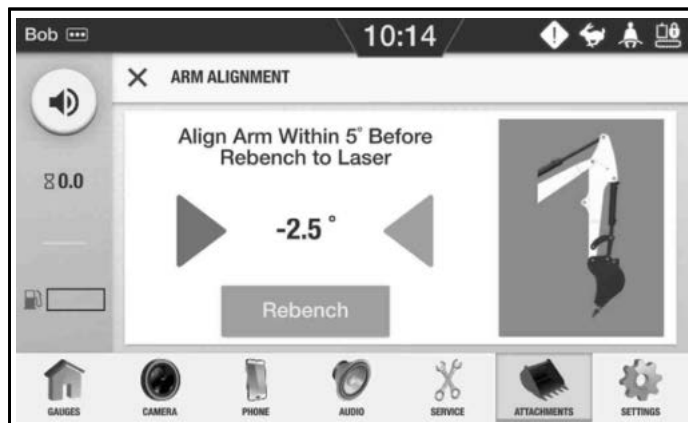 Bob
10:14
ARM ALIGNMENT
Align Arm Within 5° Before
Rebench to Laser
0.0
-2.5 °
Rebench
GAUGES
CAMERA
PHONE
AUDIO
SERVICE
ATTACHMENTS
SETTINGS